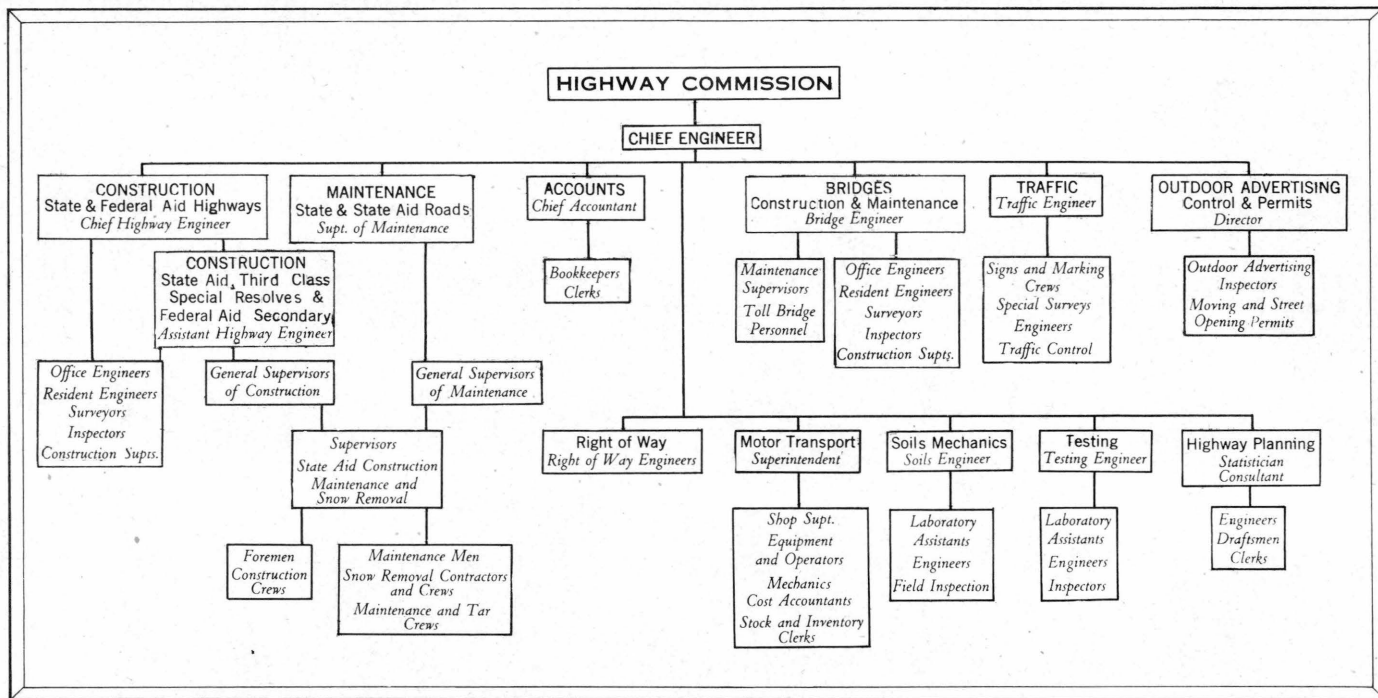 HIGHWAY COMMISSION
CHIEF ENGINEER
CONSTRUCTION
State & Federal Aid Highways
Chief Highway Engineer
MAINTENANCE
State & State Aid Roads
Supt. of Maintenance
ACCOUNTS
Chief Accountant
BRIDGES
Construction & Maintenance
Bridge Engineer
TRAFFIC
Traffic Engineer
OUTDOOR ADVERTISING
Control & Permits
Director
CONSTRUCTION
State Aid, Third Class
Special Resolves &
Federal Aid Secondary
Assistant Highway Engineer
Bookkeepers
Clerks
Maintenance
Supervisors
Toll Bridge
Personnel
Office Engineers
Resident Engineers
Surveyors
Inspectors
Construction Supts.
Signs and Marking
Crews
Special Surveys
Engineers
Traffic Control
Outdoor Advertising
Inspectors
Moving and Street
Opening Permits
Office Engineers
Resident Engineers
Surveyors
Inspectors
Construction Supts.
General Supervisors
of Construction
General Supervisors
of Maintenance
Supervisors
State Aid Construction
Maintenance and
Snow Removal
Foremen
Construction
Crews
Maintenance Men
Snow Removal Contractors
and Crews
Maintenance and Tar
Crews
Right of Way
Right of Way Engineers
Motor Transport
Superintendent
Soils Mechanics
Soils Engineer
Testing
Testing Engineer
Highway Planning
Statistician
Consultant
Shop Supt.
Equipment
and Operators
Mechanics
Cost Accountants
Stock and Inventory
Clerks
Laboratory
Assistants
Engineers
Field Inspection
Laboratory
Assistants
Engineers
Inspectors
Engineers
Draftsmen
Clerks